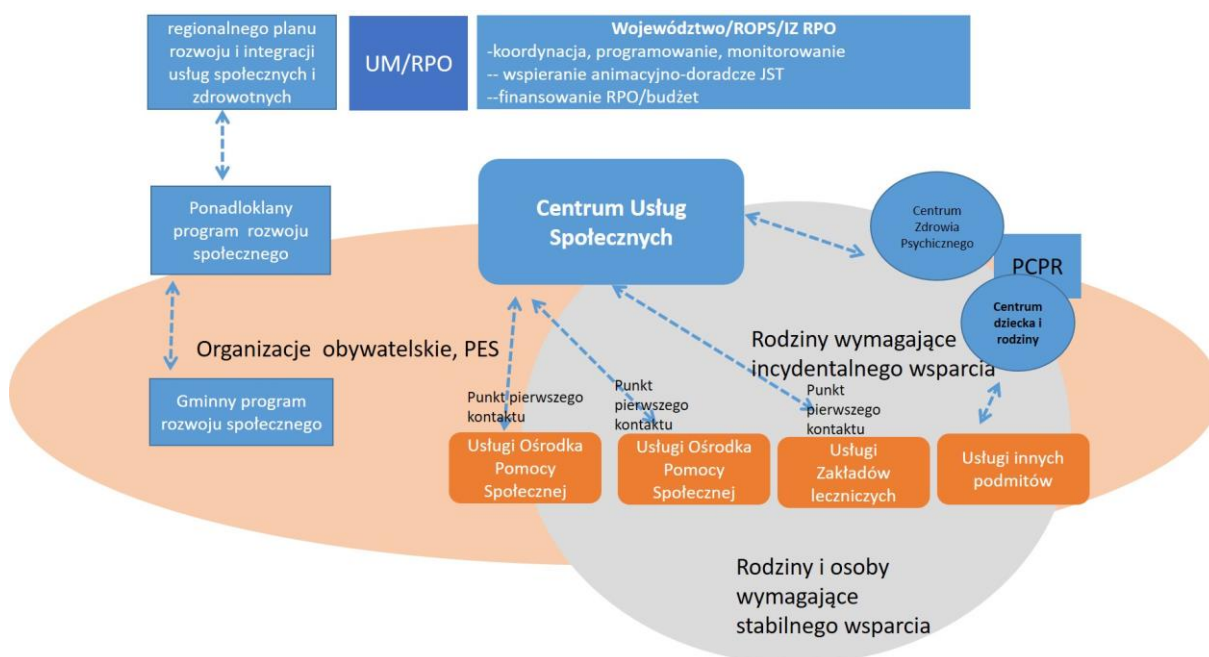 regionalnego planu
rozwoju i integracji
usług społecznych i
zdrowotnych
UM/RPO
Województwo/ROPS/IZ RPO
-koordynacja, programowanie, monitorowanie
-- wspieranie animacyjno-doradcze JST
--finansowanie RPO/budżet
Ponadloklany
program rozwoju
społecznego
Centrum Usług
Społecznych
Centrum
Zdrowia
Psychicznego
PCPR
Centrum
dziecka i
rodziny
Organizacje obywatelskie, PES
Rodziny wymagające
incydentalnego wsparcia
Gminny program
rozwoju społecznego
Punkt pierwszego
kontaktu
Punkt
pierwszego
kontaktu
Punkt
pierwszego
kontaktu
Usługi Ośrodka
Pomocy
Społecznej
Usługi Ośrodka
Pomocy
Społecznej
Usługi
Zakładów
leczniczych
Usługi innych
podmitów
Rodziny i osoby
wymagające
stabilnego wsparcia